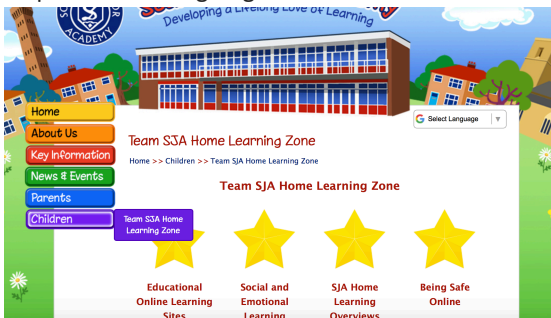 Developing a Lifelong Love of Learning
ACADEMY
Select Language
Home
About Us
Key Information
News & Events
Parents
Children
Team SJA Home
Learning Zone
Team SJA Home Learning Zone
Home >> Children >> Team SJA Home Learning Zone
Team SJA Home Learning Zone
Educational
Online Learning
Sites
Social and
Emotional
Learning
SJA Home
Learning
Overviews
Being Safe
Online